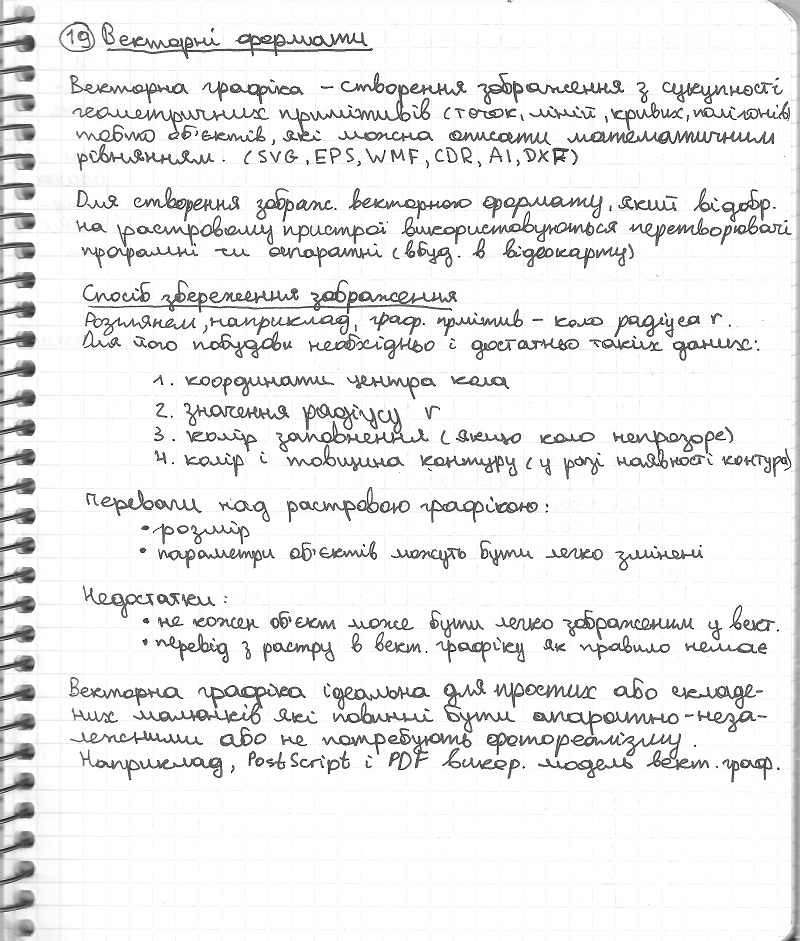 19 Векторні формати
Векторна графіка – створення зображення з сукупності
геометричних примітивів (точок, ліній, кривих, полігонів)
тобто об'єктів, які можна описати математичним
рівнянням. (SVG, EPS, WMF, CDR, AI, DXF)
Для створення зображ. векторного формату, який відобр.
на растровому пристрої використовуються перетворювачі
програмні чи апаратні (вбуд. в відеокарту)
Спосіб збереження зображення
Розглянем, наприклад, граф. прмітив – коло радіуса r.
Для його побудови необхідньо і достатньо таких даних:
1. координати центра кола
2. значення радіусу r
3. колір заповнення (якщо коло непрозоре)
4. колір і товщина контуру (у разі наявності контура)
Переваги над растровою графікою:
• розмір
• параметри об'єктів можуть бути легко змінені
Недостатки:
• не кожен об'єкт може бути легко зображеним у вект.
• перевід з растру в вект. графіку як правило немає
Векторна графіка ідеальна для простих або складе-
них малюнків які повинні бути апаратно-неза-
лежними або не потребують фотореалізму.
Наприклад, PostScript і PDF викор. модель вект. граф.